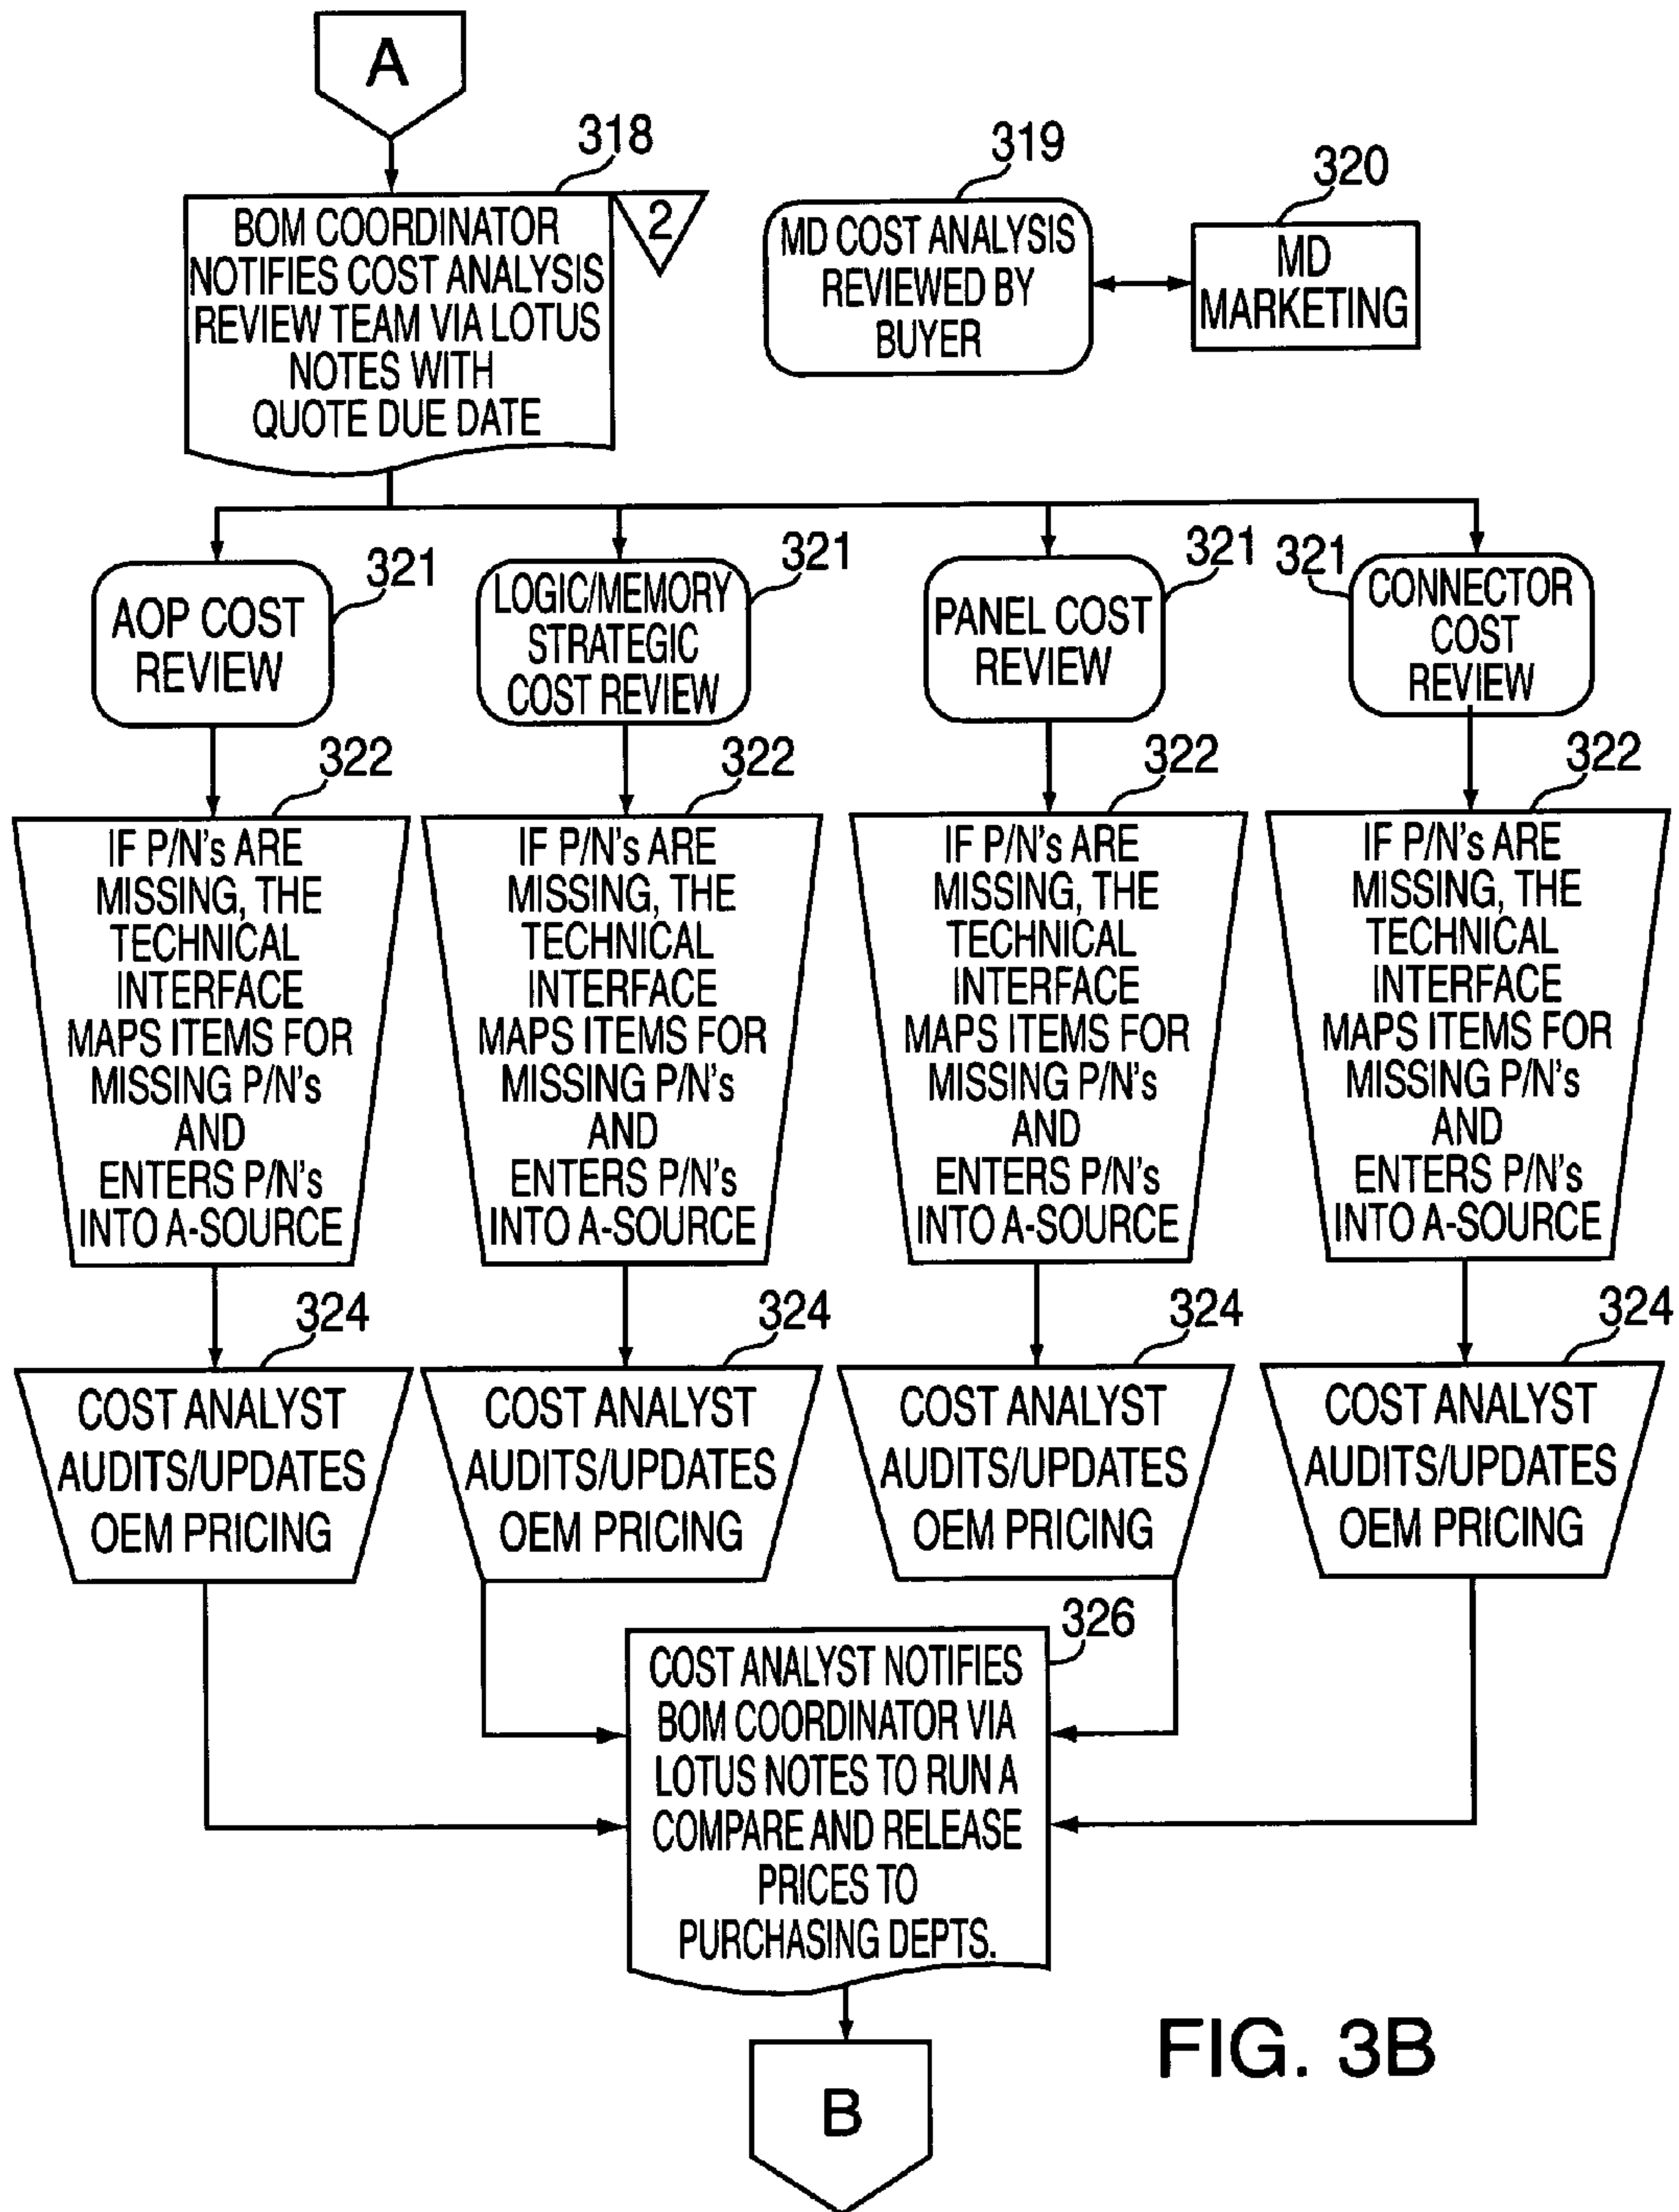 A
318
2
BOM COORDINATOR
NOTIFIES COST ANALYSIS
REVIEW TEAM VIA LOTUS
NOTES WITH
QUOTE DUE DATE
319
MD COST ANALYSIS
REVIEWED BY
BUYER
320
MD
MARKETING
321
AOP COST
REVIEW
321
LOGIC/MEMORY
STRATEGIC
COST REVIEW
321
PANEL COST
REVIEW
321
CONNECTOR
COST
REVIEW
322
IF P/N's ARE
MISSING, THE
TECHNICAL
INTERFACE
MAPS ITEMS FOR
MISSING P/N's
AND
ENTERS P/N's
INTO A-SOURCE
322
IF P/N's ARE
MISSING, THE
TECHNICAL
INTERFACE
MAPS ITEMS FOR
MISSING P/N's
AND
ENTERS P/N's
INTO A-SOURCE
322
IF P/N's ARE
MISSING, THE
TECHNICAL
INTERFACE
MAPS ITEMS FOR
MISSING P/N's
AND
ENTERS P/N's
INTO A-SOURCE
322
IF P/N's ARE
MISSING, THE
TECHNICAL
INTERFACE
MAPS ITEMS FOR
MISSING P/N's
AND
ENTERS P/N's
INTO A-SOURCE
324
COST ANALYST
AUDITS/UPDATES
OEM PRICING
324
COST ANALYST
AUDITS/UPDATES
OEM PRICING
324
COST ANALYST
AUDITS/UPDATES
OEM PRICING
324
COST ANALYST
AUDITS/UPDATES
OEM PRICING
326
COST ANALYST NOTIFIES
BOM COORDINATOR VIA
LOTUS NOTES TO RUN A
COMPARE AND RELEASE
PRICES TO
PURCHASING DEPTS.
B
FIG. 3B